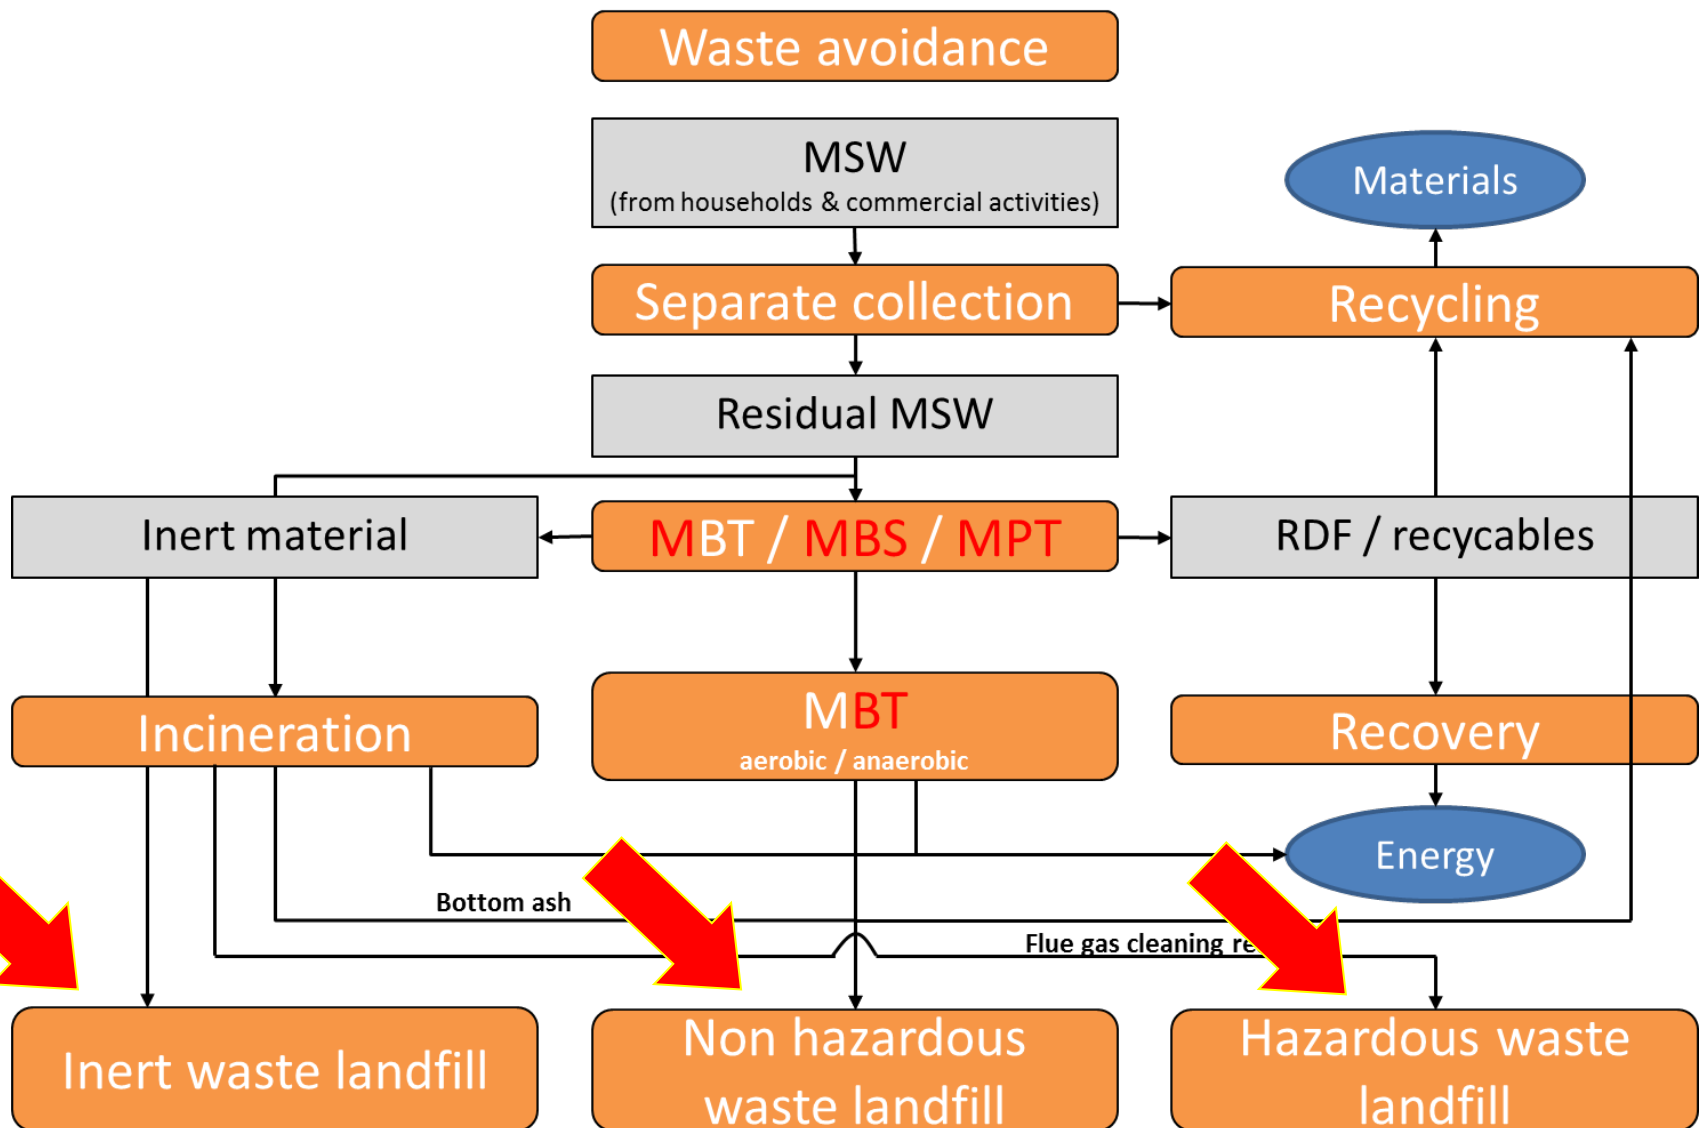 Waste avoidance
MSW
(from households & commercial activities)
Materials
Separate collection
Recycling
Residual MSW
Inert material
MBT / MBS / MPT
RDF / recycables
Incineration
MBT
aerobic / anaerobic
Recovery
Energy
Bottom ash
Flue gas cleaning
Inert waste landfill
Non hazardous
waste landfill
Hazardous waste
landfill